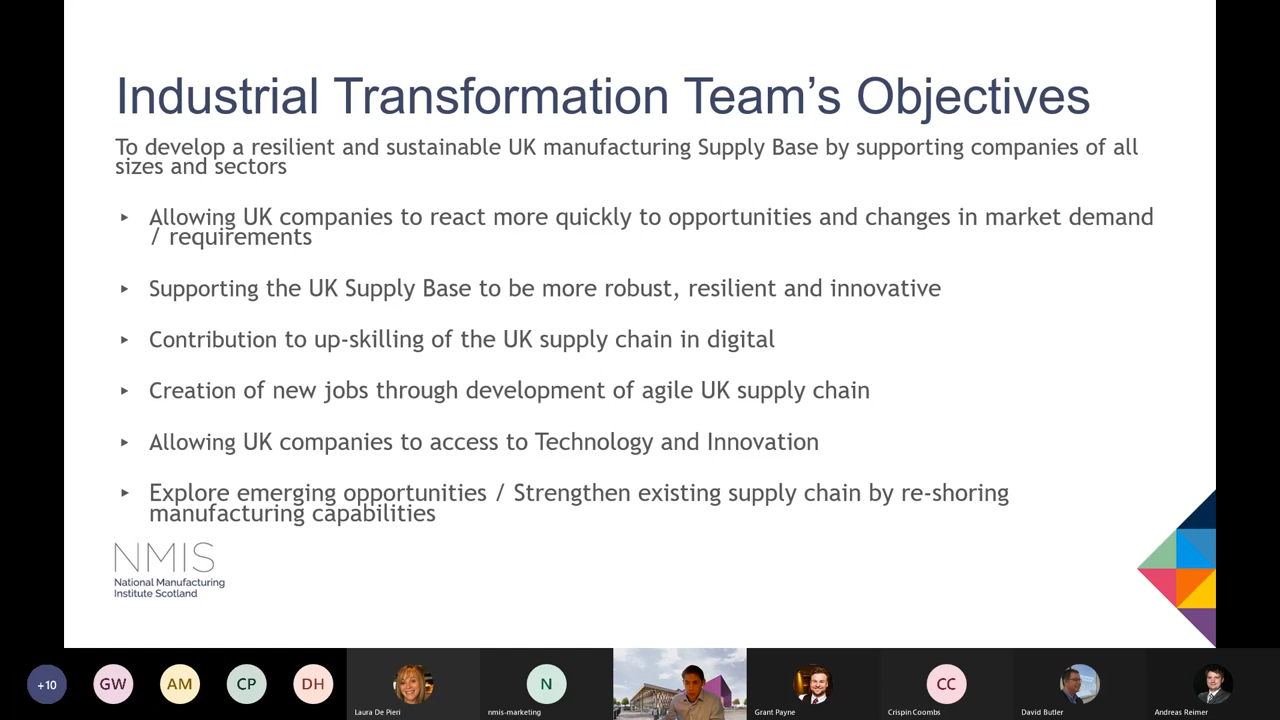 Industrial Transformation Team's Objectives
To develop a resilient and sustainable UK manufacturing Supply Base by supporting companies of all
sizes and sectors
Allowing UK companies to react more quickly to opportunities and changes in market demand
/ requirements
Supporting the UK Supply Base to be more robust, resilient and innovative
Contribution to up-skilling of the UK supply chain in digital
Creation of new jobs through development of agile UK supply chain
Allowing UK companies to access to Technology and Innovation
Explore emerging opportunities / Strengthen existing supply chain by re-shoring
manufacturing capabilities
NMIS
National Manufacturing
Institute Scotland
+10 GW AM CP DH N CC
Laura De Pieri nmis-marketing Grant Payne Crispin Coombs David Butler Andreas Reimer